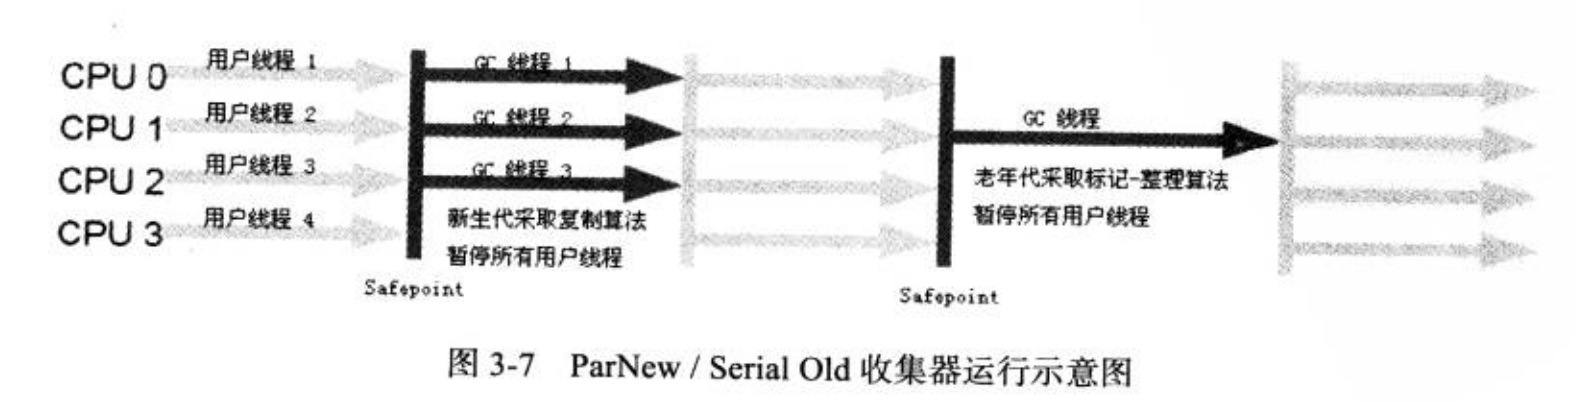 CPU 0
用户线程 1
GC 线程 1
CPU 1
用户线程 2
GC 线程 2
GC 线程
CPU 2
用户线程 3
GC 线程 3
老年代采取标记-整理算法
暂停所有用户线程
CPU 3
用户线程 4
新生代采取复制算法
暂停所有用户线程
Safepoint
Safepoint
图 3-7 ParNew / Serial Old 收集器运行示意图